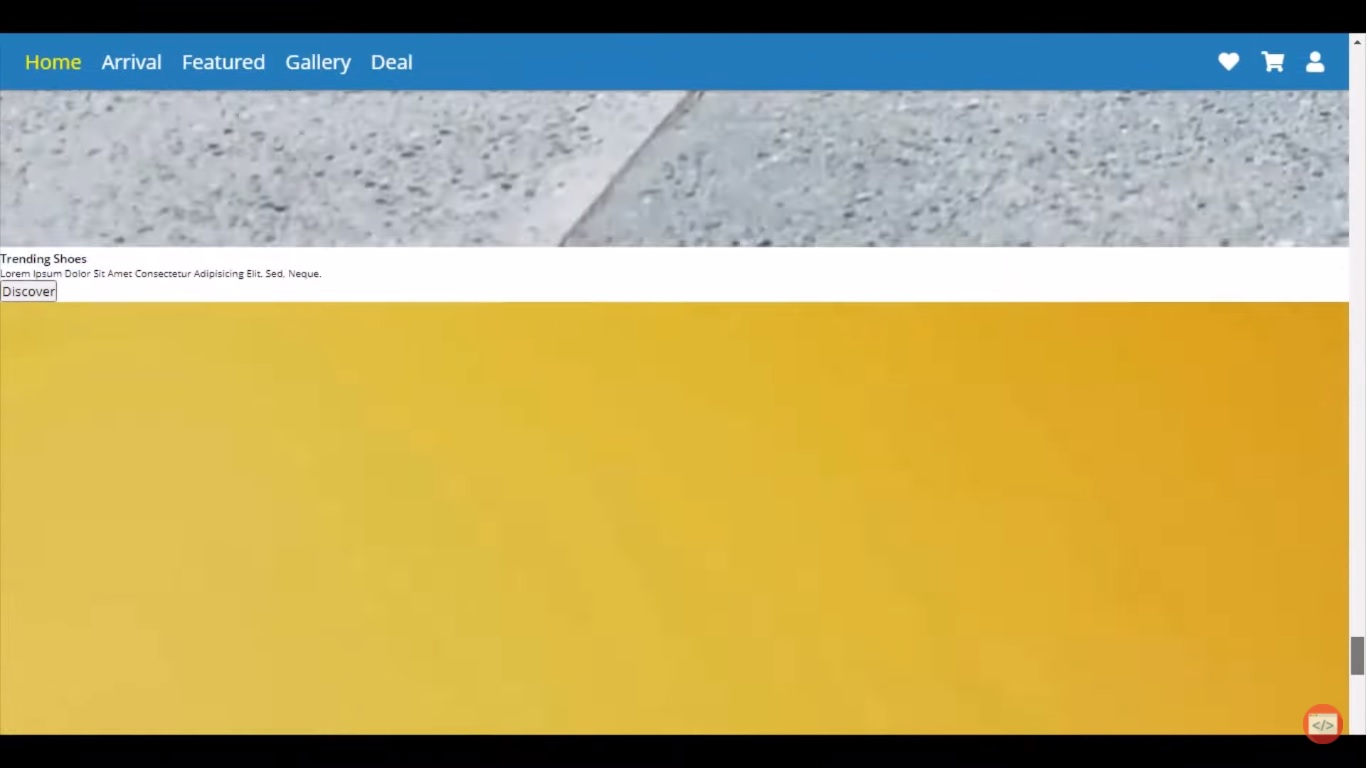 Home Arrival Featured Gallery Deal
Trending Shoes
Lorem Ipsum Dolor Sit Amet Consectetur Adipisicing Elit. Sed, Neque.
Discover
</>